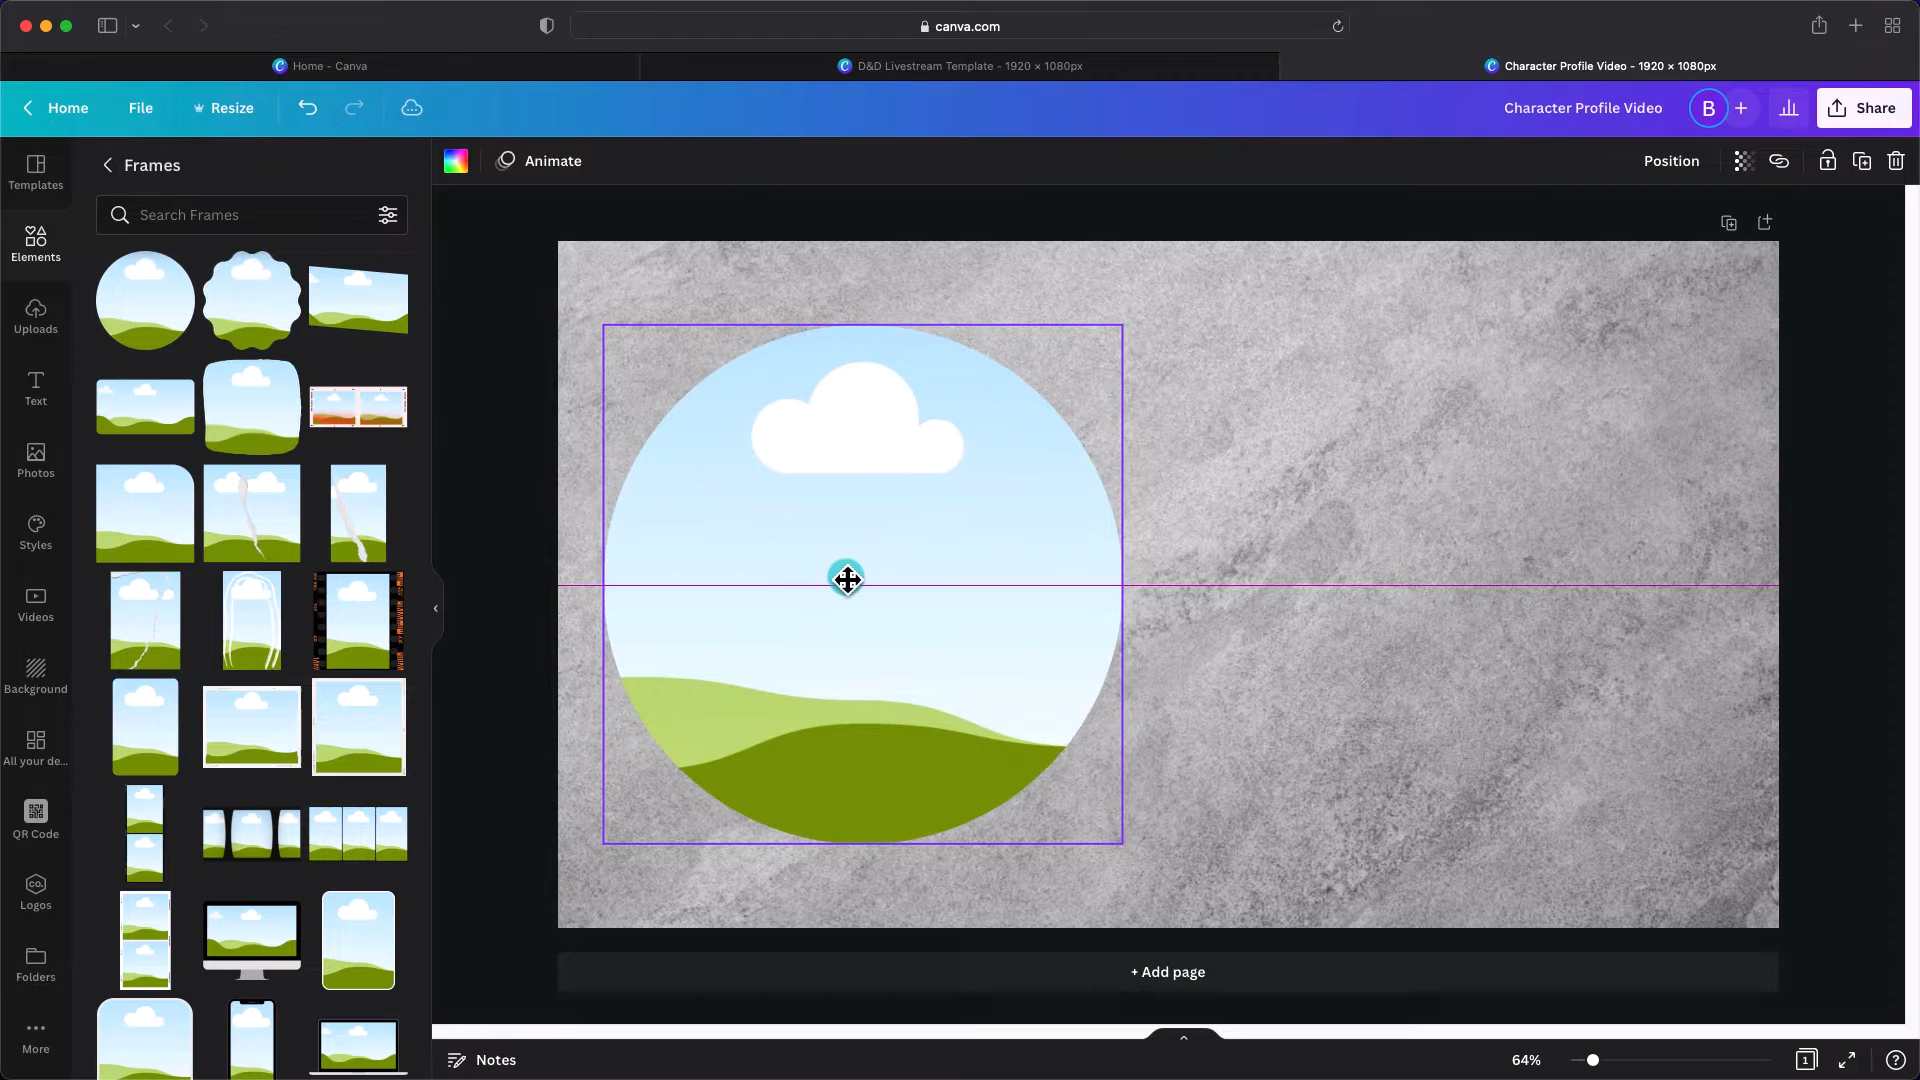 canva.com
Home - Canva
D&D Livestream Template - 1920 × 1080px
Character Profile Video - 1920 × 1080px
Home
File
Resize
Character Profile Video
B
Share
Templates
Frames
Animate
Position
Search Frames
Elements
Uploads
Text
Photos
Styles
Videos
Background
All your de...
QR Code
CO.
Logos
Folders
+ Add page
More
Notes
64%
1
?